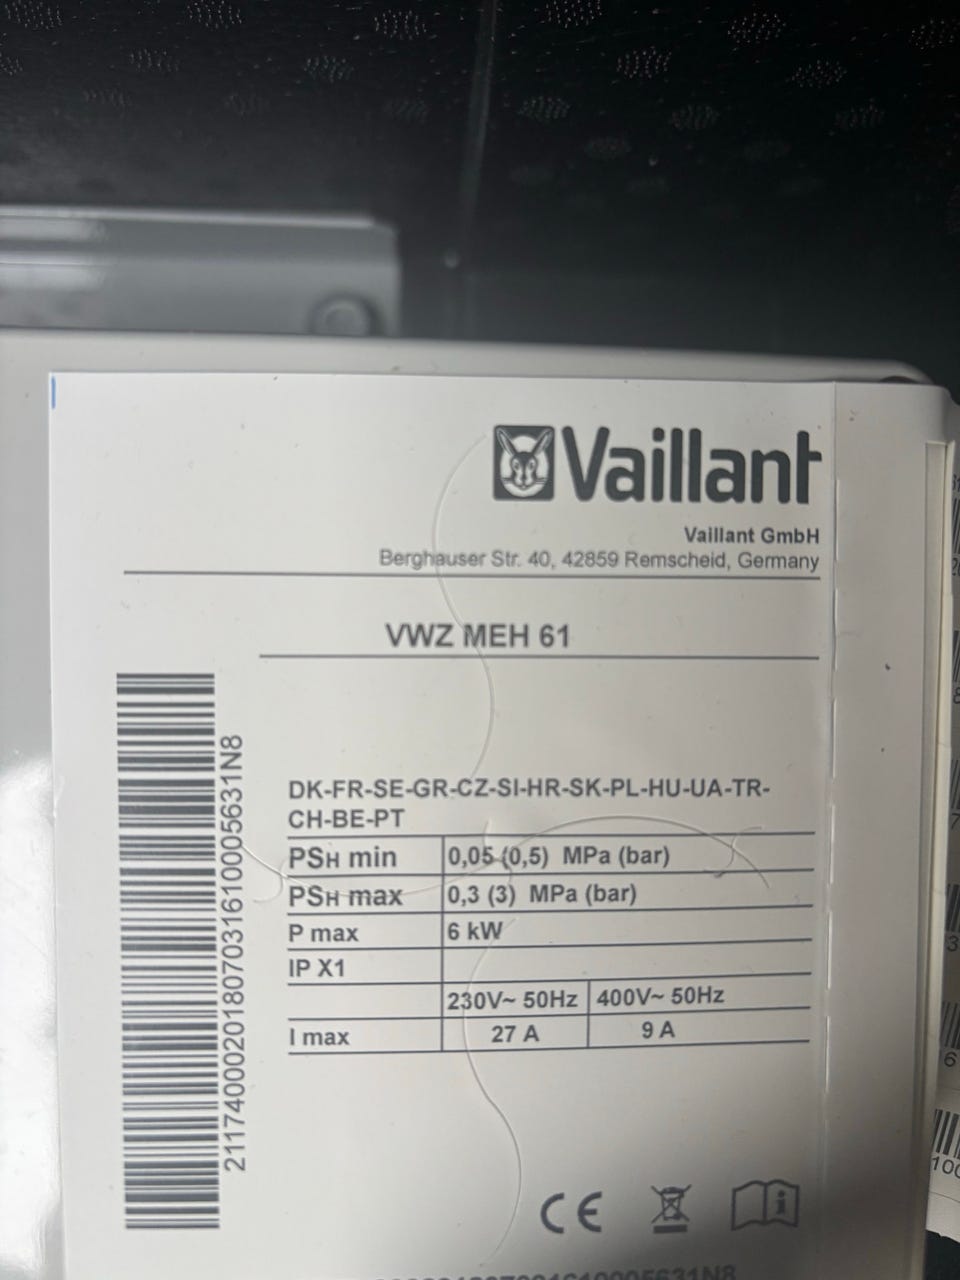 Vaillant
Vaillant GmbH
Berghauser Str. 40, 42859 Remscheid, Germany
VWZ MEH 61
21174000201807031610005631N8
DK-FR-SE-GR-CZ-SI-HR-SK-PL-HU-UA-TR-
CH-BE-PT
PSH min 0,05 (0,5) MPa (bar)
PSH max 0,3 (3) MPa (bar)
P max 6 kW
IP X1
230V~ 50Hz 400V~ 50Hz
I max 27 A 9 A
CE